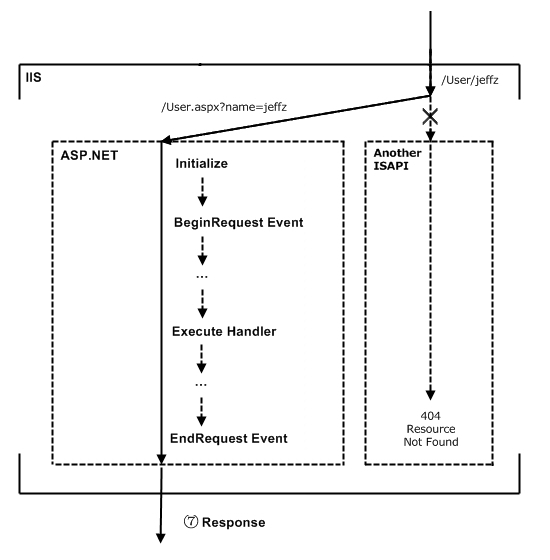 IIS
/User/jeffz
/User.aspx?name=jeffz
ASP.NET
Initialize
BeginRequest Event
...
Execute Handler
...
EndRequest Event
Another
ISAPI
404
Resource
Not Found
⑦ Response